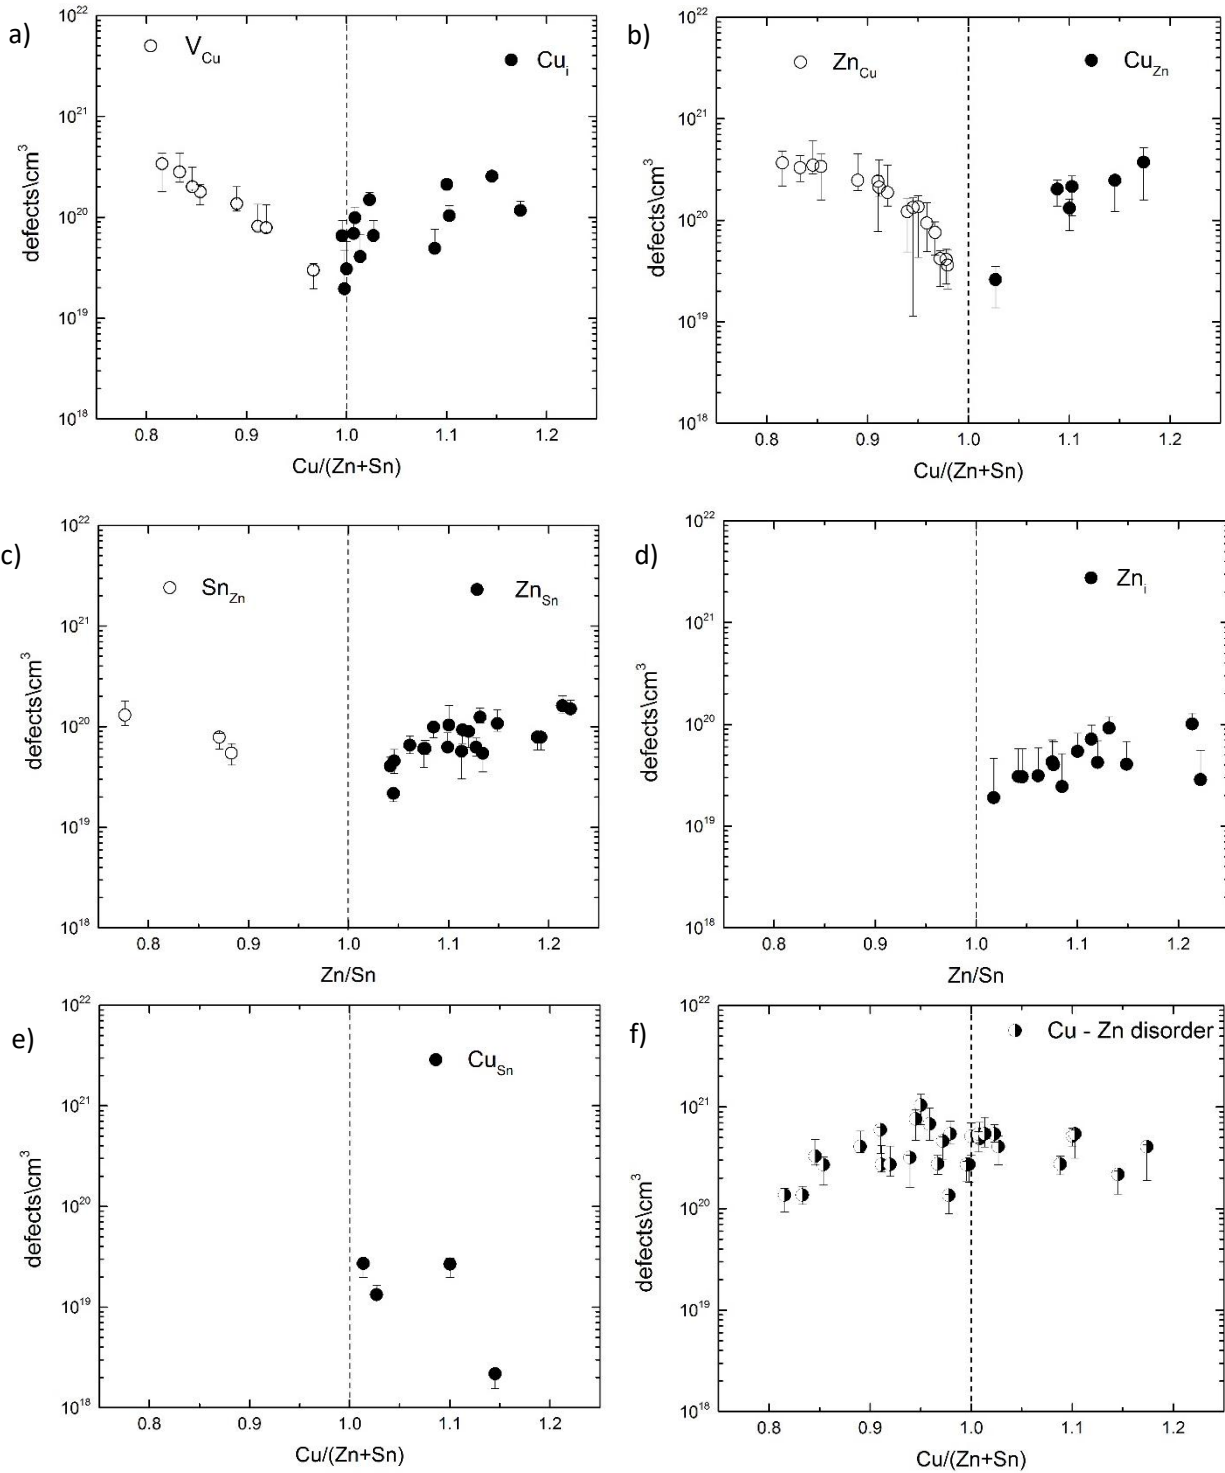 a)
V_Cu
Cu_i
10^22
10^21
10^20
10^19
10^18
defects\cm^3
0.8 0.9 1.0 1.1 1.2
Cu/(Zn+Sn)
b)
Zn_Cu
Cu_Zn
10^22
10^21
10^20
10^19
10^18
defects\cm^3
0.8 0.9 1.0 1.1 1.2
Cu/(Zn+Sn)
c)
Sn_Zn
Zn_Sn
10^22
10^21
10^20
10^19
10^18
defects\cm^3
0.8 0.9 1.0 1.1 1.2
Zn/Sn
d)
Zn_i
10^22
10^21
10^20
10^19
10^18
defects\cm^3
0.8 0.9 1.0 1.1 1.2
Zn/Sn
e)
Cu_Sn
10^22
10^21
10^20
10^19
10^18
defects\cm^3
0.8 0.9 1.0 1.1 1.2
Cu/(Zn+Sn)
f)
Cu - Zn disorder
10^22
10^21
10^20
10^19
10^18
defects\cm^3
0.8 0.9 1.0 1.1 1.2
Cu/(Zn+Sn)